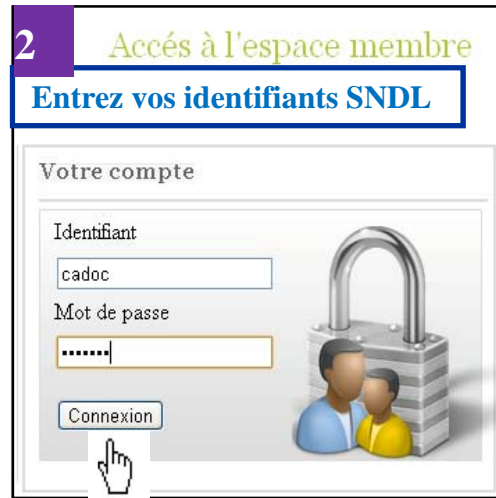 2
Accés à l'espace membre
Entrez vos identifiants SNDL
Votre compte
Identifiant
cadoc
Mot de passe
•••••••
Connexion